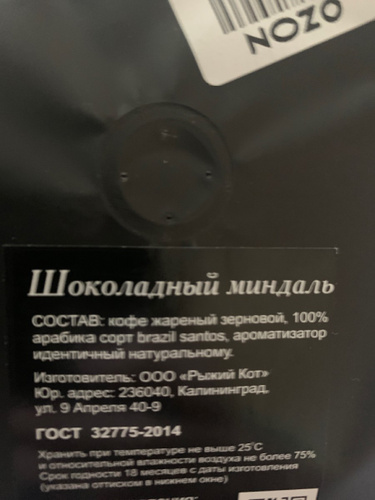 OZON
Шоколадный миндаль
СОСТАВ: кофе жареный зерновой, 100%
арабика сорт brazil santos, ароматизатор
идентичный натуральному.
Изготовитель: ООО «Рыжий Кот»
Юр. адрес: 236040, Калининград,
ул. 9 Апреля 40-9
ГОСТ 32775-2014
Хранить при температуре не выше 25°С
и относительной влажности воздуха не более 75%
Срок годности 18 месяцев с даты изготовления
(указана оттиском в нижнем окне)